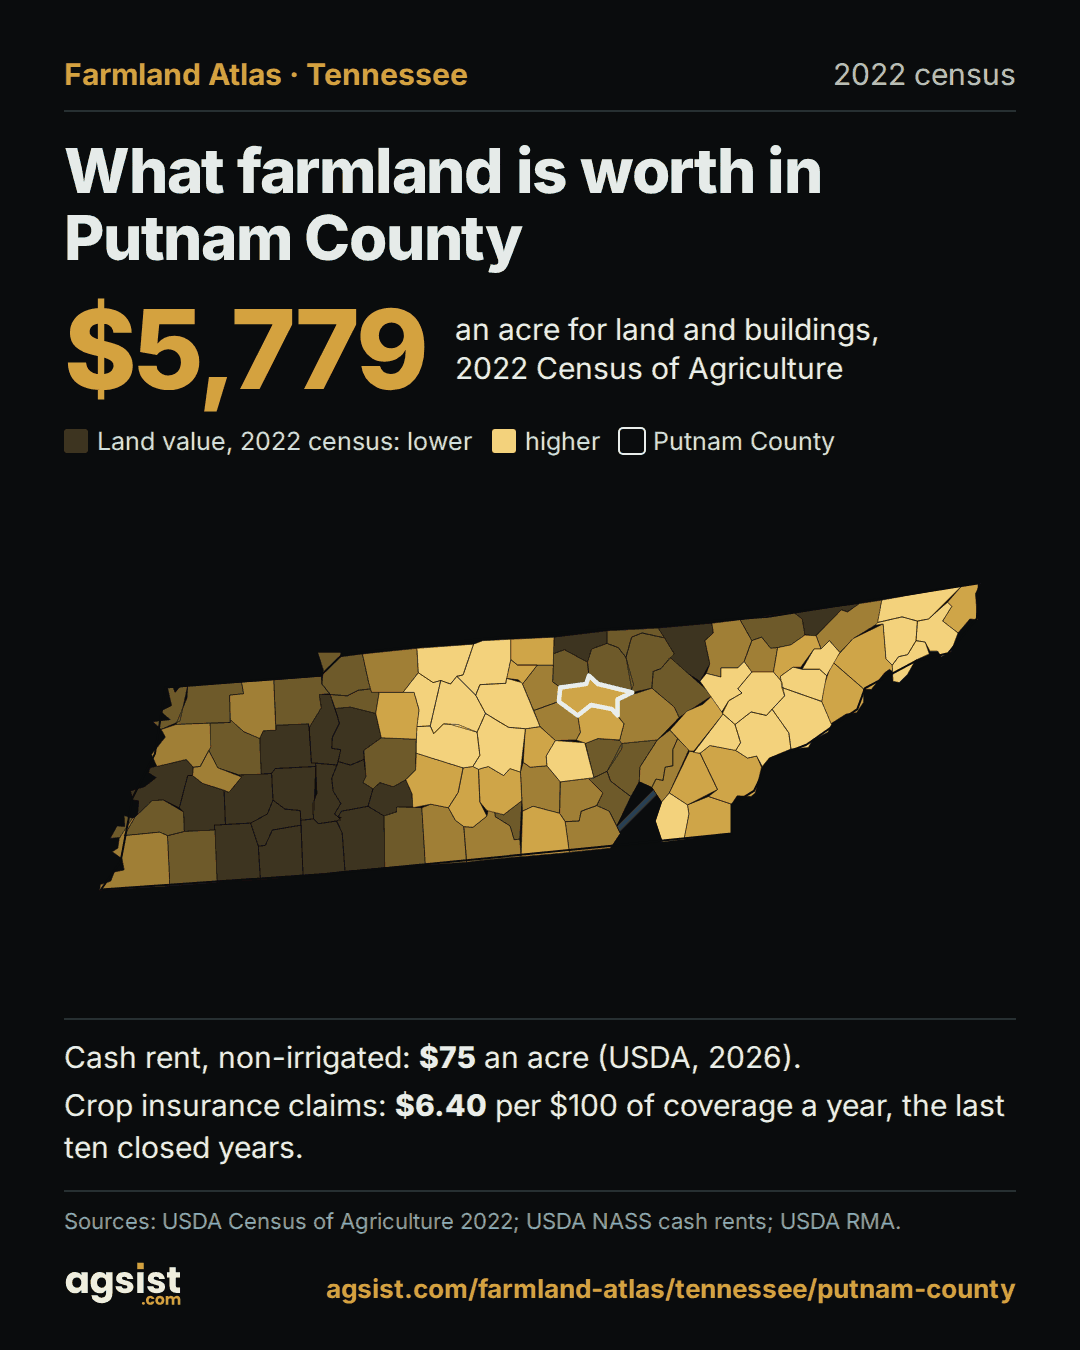 Farmland Atlas · Tennessee
2022 census
What farmland is worth in
Putnam County
$5,779
an acre for land and buildings,
2022 Census of Agriculture
Land value, 2022 census: lower
higher
Putnam County
Cash rent, non-irrigated: $75 an acre (USDA, 2026).
Crop insurance claims: $6.40 per $100 of coverage a year, the last
ten closed years.
Sources: USDA Census of Agriculture 2022; USDA NASS cash rents; USDA RMA.
agsist
.com
agsist.com/farmland-atlas/tennessee/putnam-county